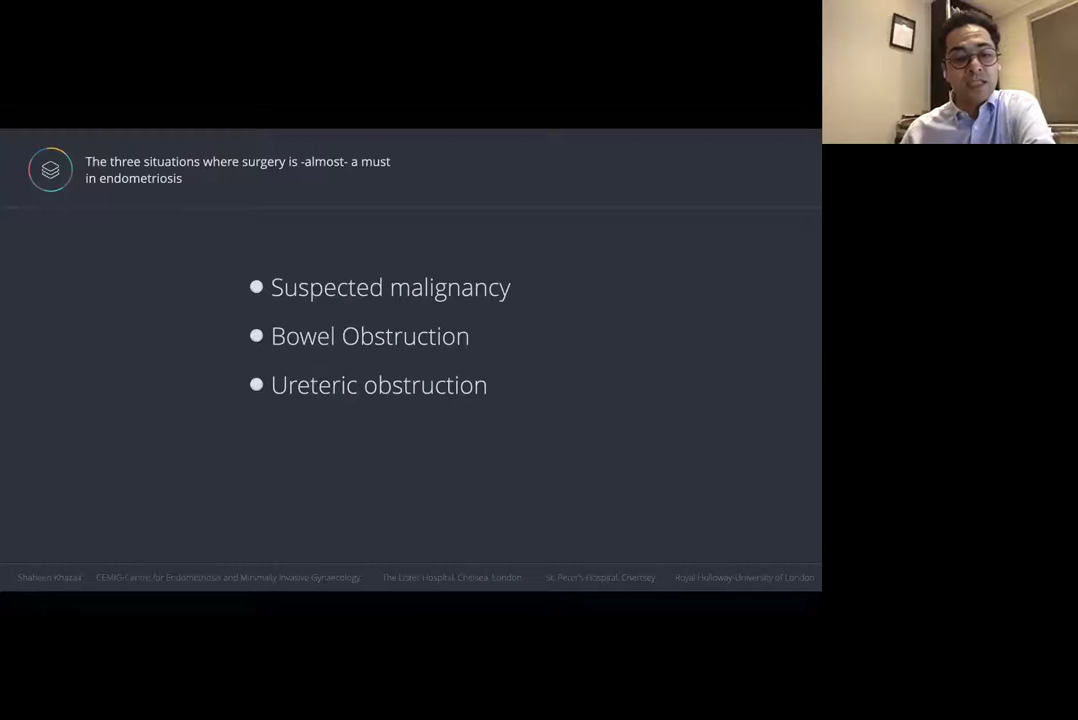 The three situations where surgery is -almost- a must
in endometriosis
Suspected malignancy
Bowel Obstruction
Ureteric obstruction
Shaheen Khazali CEMIG-Centre for Endometriosis and Minimally Invasive Gynaecology The Lister Hospital, Chelsea, London St. Peter's Hospital, Chertsey Royal Holloway-University of London